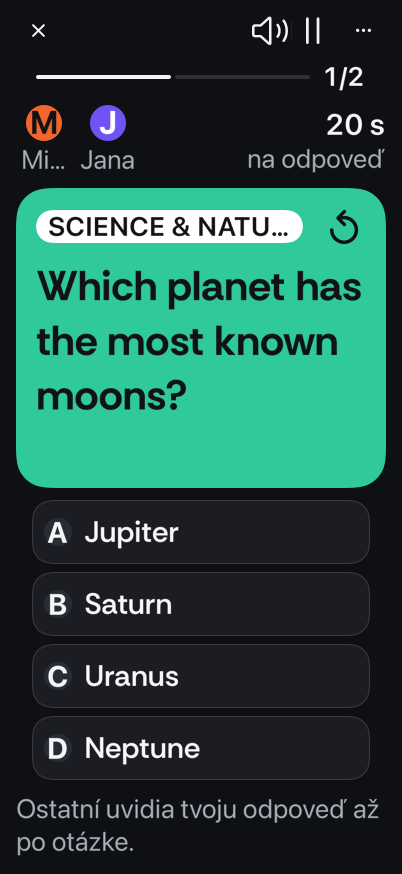 1/2
M J 20 s
Mi... Jana na odpoveď
SCIENCE & NATU...
Which planet has
the most known
moons?
A Jupiter
B Saturn
C Uranus
D Neptune
Ostatní uvidia tvoju odpoveď až
po otázke.